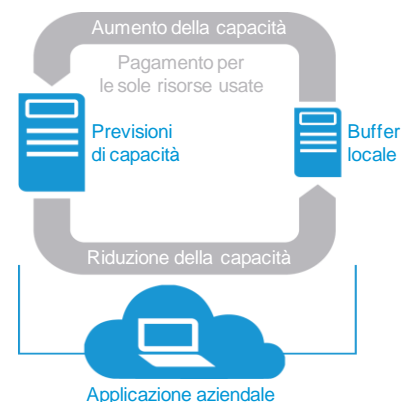 Aumento della capacità
Pagamento per
le sole risorse usate
Previsioni
di capacità
Buffer
locale
Riduzione della capacità
Applicazione aziendale